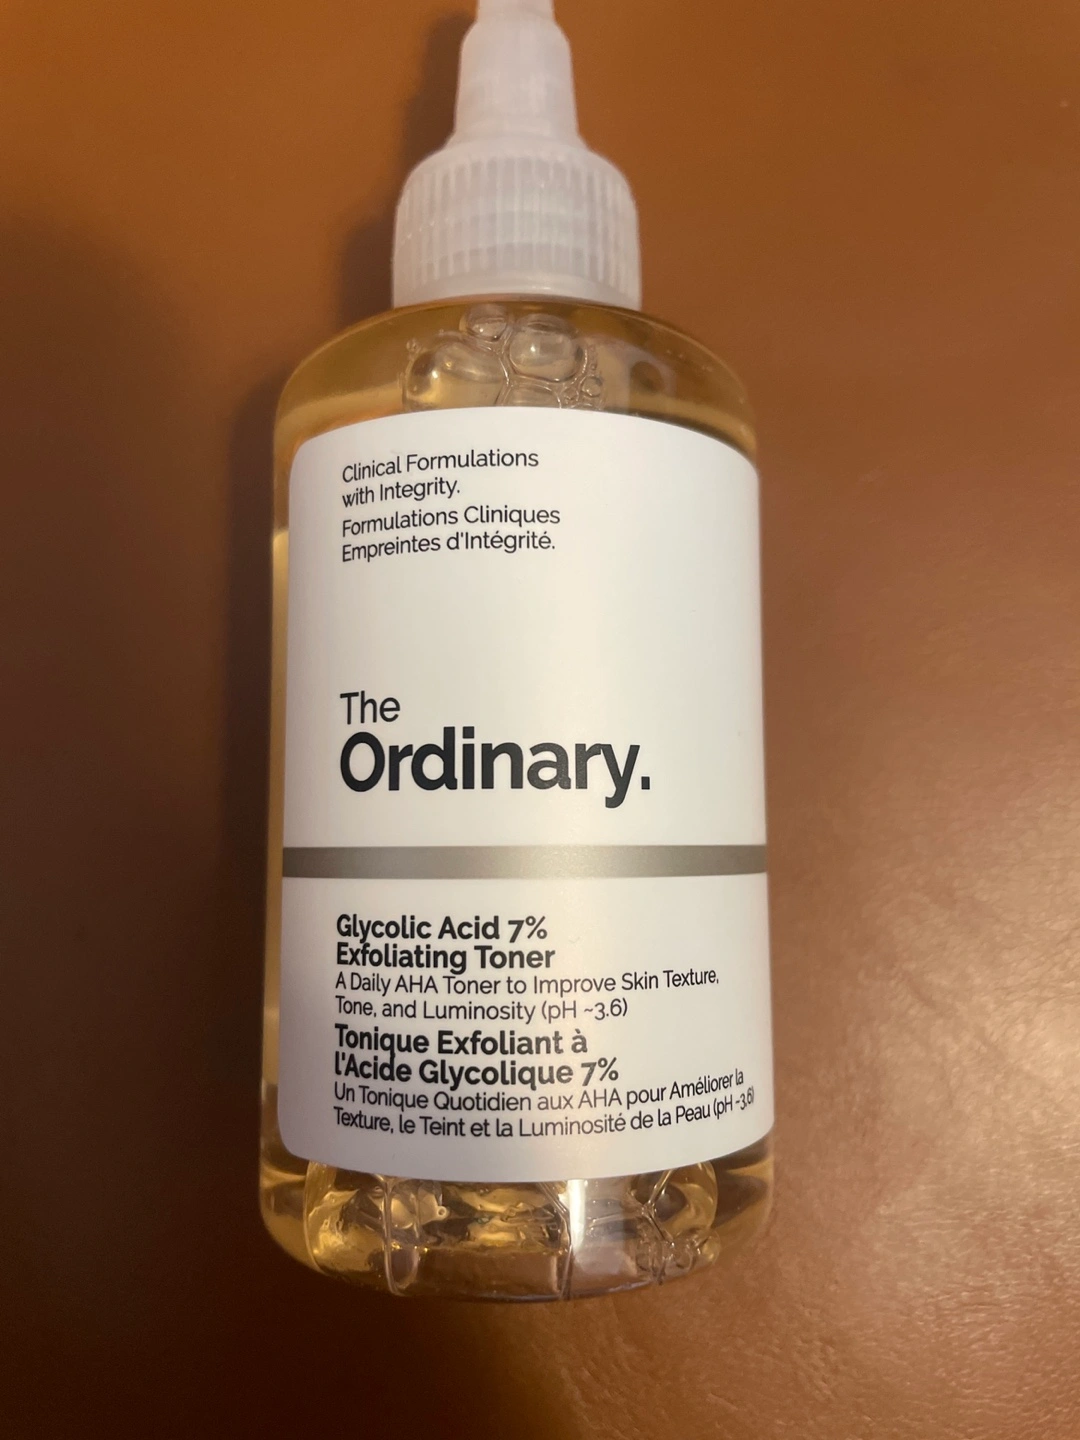 Clinical Formulations
with Integrity.
Formulations Cliniques
Empreintes d'Intégrité.
The
Ordinary.
Glycolic Acid 7%
Exfoliating Toner
A Daily AHA Toner to Improve Skin Texture,
Tone, and Luminosity (pH ~3.6)
Tonique Exfoliant à
l'Acide Glycolique 7%
Un Tonique Quotidien aux AHA pour Améliorer la
Texture, le Teint et la Luminosité de la Peau (pH ~3.6)